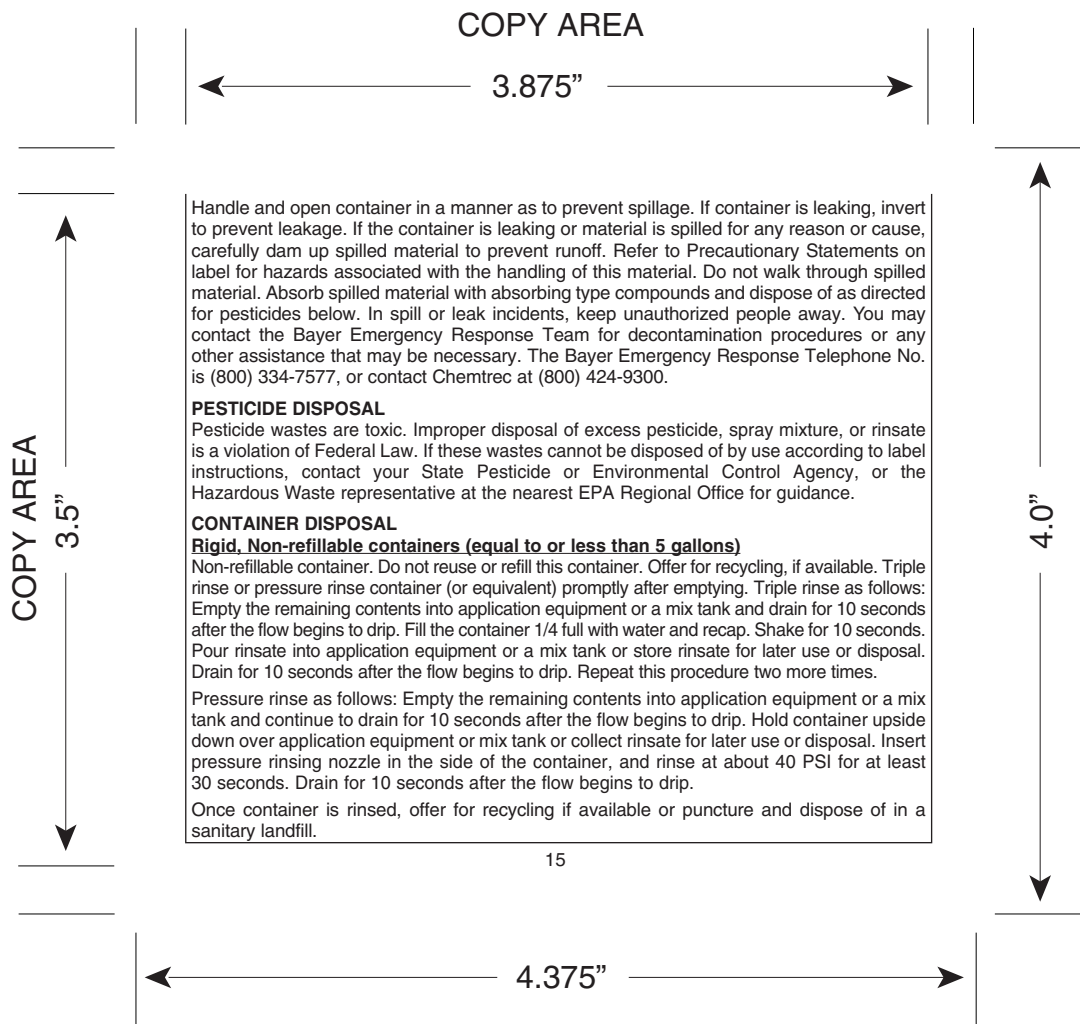 COPY AREA
3.875”
Handle and open container in a manner as to prevent spillage. If container is leaking, invert
to prevent leakage. If the container is leaking or material is spilled for any reason or cause,
carefully dam up spilled material to prevent runoff. Refer to Precautionary Statements on
label for hazards associated with the handling of this material. Do not walk through spilled
material. Absorb spilled material with absorbing type compounds and dispose of as directed
for pesticides below. In spill or leak incidents, keep unauthorized people away. You may
contact the Bayer Emergency Response Team for decontamination procedures or any
other assistance that may be necessary. The Bayer Emergency Response Telephone No.
is (800) 334-7577, or contact Chemtrec at (800) 424-9300.
PESTICIDE DISPOSAL
Pesticide wastes are toxic. Improper disposal of excess pesticide, spray mixture, or rinsate
is a violation of Federal Law. If these wastes cannot be disposed of by use according to label
instructions, contact your State Pesticide or Environmental Control Agency, or the
Hazardous Waste representative at the nearest EPA Regional Office for guidance.
CONTAINER DISPOSAL
Rigid, Non-refillable containers (equal to or less than 5 gallons)
Non-refillable container. Do not reuse or refill this container. Offer for recycling, if available. Triple
rinse or pressure rinse container (or equivalent) promptly after emptying. Triple rinse as follows:
Empty the remaining contents into application equipment or a mix tank and drain for 10 seconds
after the flow begins to drip. Fill the container 1/4 full with water and recap. Shake for 10 seconds.
Pour rinsate into application equipment or a mix tank or store rinsate for later use or disposal.
Drain for 10 seconds after the flow begins to drip. Repeat this procedure two more times.
Pressure rinse as follows: Empty the remaining contents into application equipment or a mix
tank and continue to drain for 10 seconds after the flow begins to drip. Hold container upside
down over application equipment or mix tank or collect rinsate for later use or disposal. Insert
pressure rinsing nozzle in the side of the container, and rinse at about 40 PSI for at least
30 seconds. Drain for 10 seconds after the flow begins to drip.
Once container is rinsed, offer for recycling if available or puncture and dispose of in a
sanitary landfill.
15
COPY AREA
3.5”
4.0”
4.375”